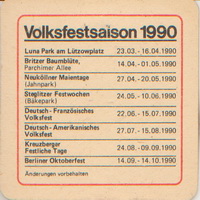 Volksfestsaison 1990
Luna Park am Lützowplatz 23.03. - 16.04.1990
Britzer Baumblüte,
Parchimer Allee 14.04. - 01.05.1990
Neuköllner Maientage
(Jahnpark) 27.04. - 20.05.1990
Steglitzer Festwochen
(Bäkepark) 24.05. - 10.06.1990
Deutsch - Französisches
Volksfest 22.06. - 15.07.1990
Deutsch - Amerikanisches
Volksfest 27.07. - 15.08.1990
Kreuzberger
Festliche Tage 24.08. - 09.09.1990
Berliner Oktoberfest 14.09. - 14.10.1990
Änderungen vorbehalten